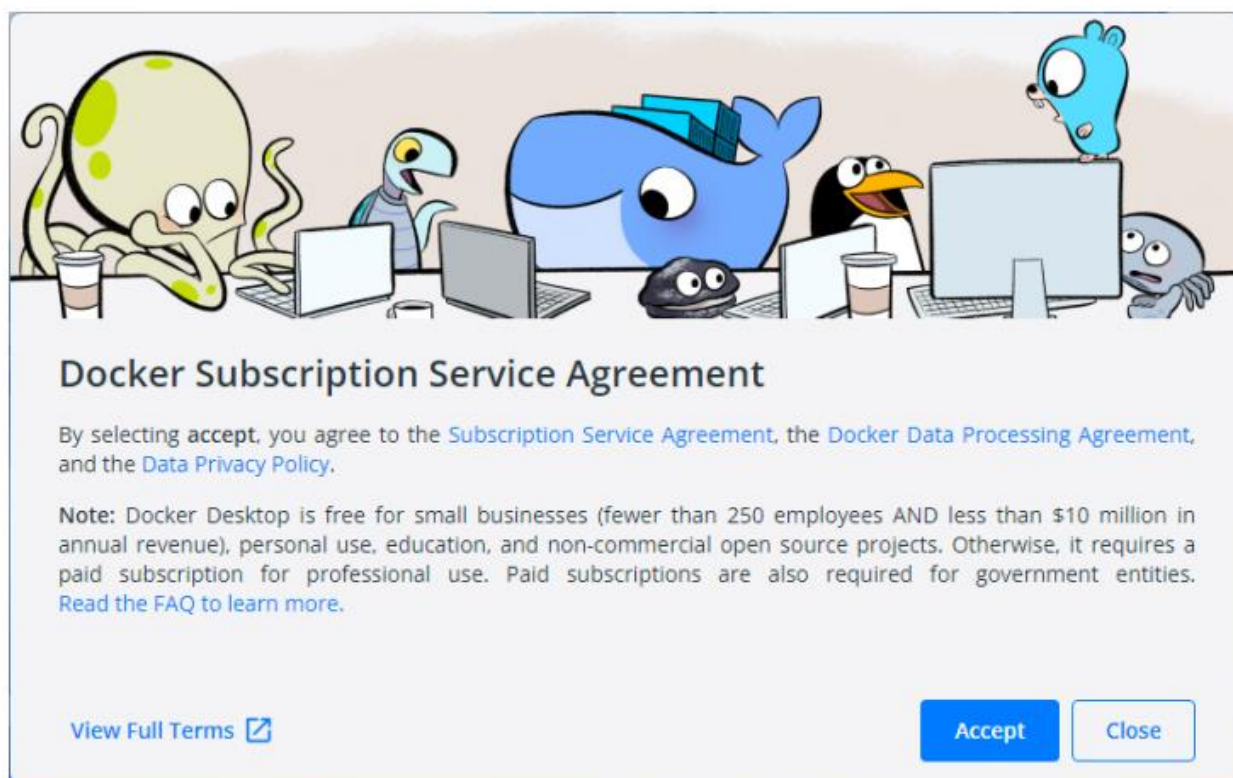 Docker Subscription Service Agreement
By selecting accept, you agree to the Subscription Service Agreement, the Docker Data Processing Agreement,
and the Data Privacy Policy.
Note: Docker Desktop is free for small businesses (fewer than 250 employees AND less than $10 million in
annual revenue), personal use, education, and non-commercial open source projects. Otherwise, it requires a
paid subscription for professional use. Paid subscriptions are also required for government entities.
Read the FAQ to learn more.
View Full Terms
Accept
Close